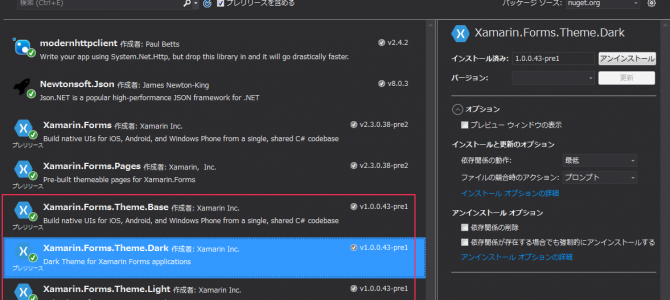 検索 (Ctrl+E)
プレリリースを含める
パッケージ ソース: nuget.org
modernhttpclient 作成者: Paul Betts
v2.4.2
Write your app using System.Net.Http, but drop this library in and it will go drastically faster.
Newtonsoft.Json 作成者: James Newton-King
v8.0.3
Json.NET is a popular high-performance JSON framework for .NET
Xamarin.Forms 作成者: Xamarin Inc.
v2.3.0.38-pre2
Build native UIs for iOS, Android, and Windows Phone from a single, shared C# codebase
プレリリース
Xamarin.Forms.Pages 作成者: Xamarin, Inc.
v2.3.0.38-pre2
Pre-built themeable pages for Xamarin.Forms
プレリリース
Xamarin.Forms.Theme.Base 作成者: Xamarin Inc.
v1.0.0.43-pre1
Build native UIs for iOS, Android, and Windows Phone from a single, shared C# codebase
プレリリース
Xamarin.Forms.Theme.Dark 作成者: Xamarin Inc.
v1.0.0.43-pre1
Dark Theme for Xamarin Forms applications
プレリリース
Xamarin.Forms.Theme.Light 作成者: Xamarin Inc.
v1.0.0.43-pre1
Xamarin.Forms.Theme.Dark
インストール済み: 1.0.0.43-pre1 アンインストール
バージョン: 更新
オプション
プレビュー ウィンドウの表示
インストールと更新のオプション
依存関係の動作: 最低
ファイルの競合時のアクション: プロンプト
インストール オプションの詳細
アンインストール オプション
依存関係の削除
依存関係が存在する場合でも強制的にアンインストールする
アンインストール オプションの詳細